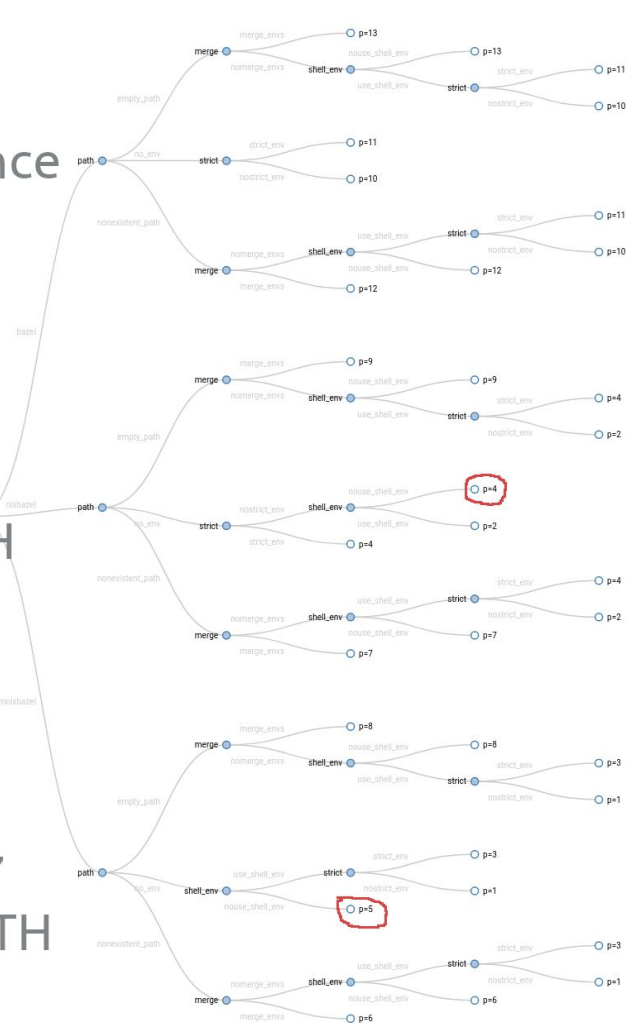 merge_envs p=13
merge nouse_shell_env p=13
nomerge_envs shell_env strict_env p=11
use_shell_env strict
empty_path nostrict_env p=10
strict_env p=11
nce path no_env strict
nostrict_env p=10
strict_env p=11
nonexistent_path use_shell_env strict
nomerge_envs shell_env nostrict_env p=10
merge nouse_shell_env p=12
merge_envs p=12
bazel
merge_envs p=9
merge nouse_shell_env p=9
nomerge_envs shell_env strict_env p=4
use_shell_env strict
empty_path nostrict_env p=2
nouse_shell_env p=4
nixbazel path nostrict_env shell_env
no_env strict use_shell_env p=2
H strict_env p=4
nonexistent_path strict_env p=4
use_shell_env strict
nomerge_envs shell_env nostrict_env p=2
merge nouse_shell_env p=7
merge_envs p=7
mnixbazel
merge_envs p=8
merge nouse_shell_env p=8
nomerge_envs shell_env strict_env p=3
use_shell_env strict
empty_path nostrict_env p=1
strict_env p=3
path use_shell_env strict
no_env shell_env nostrict_env p=1
nouse_shell_env p=5
TH
nonexistent_path strict_env p=3
use_shell_env strict
nomerge_envs shell_env nostrict_env p=1
merge nouse_shell_env p=6
merge_envs p=6